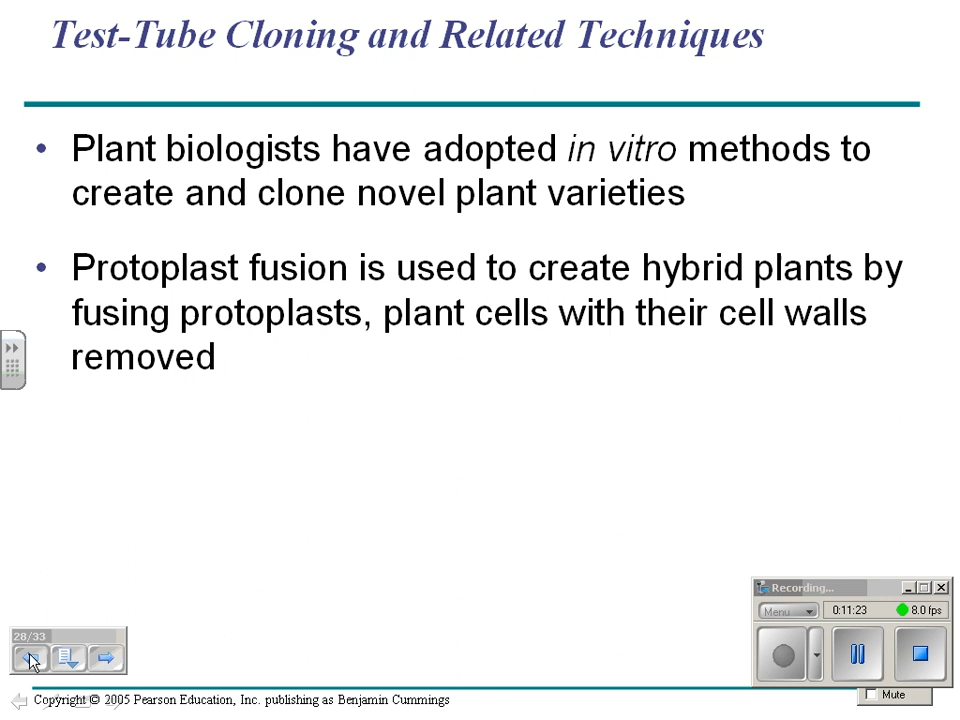 Test-Tube Cloning and Related Techniques
• Plant biologists have adopted in vitro methods to
create and clone novel plant varieties
• Protoplast fusion is used to create hybrid plants by
fusing protoplasts, plant cells with their cell walls
removed
Recording...
Menu 0:11:23 8.0 fps
28/33
Mute
Copyright © 2005 Pearson Education, Inc. publishing as Benjamin Cummings